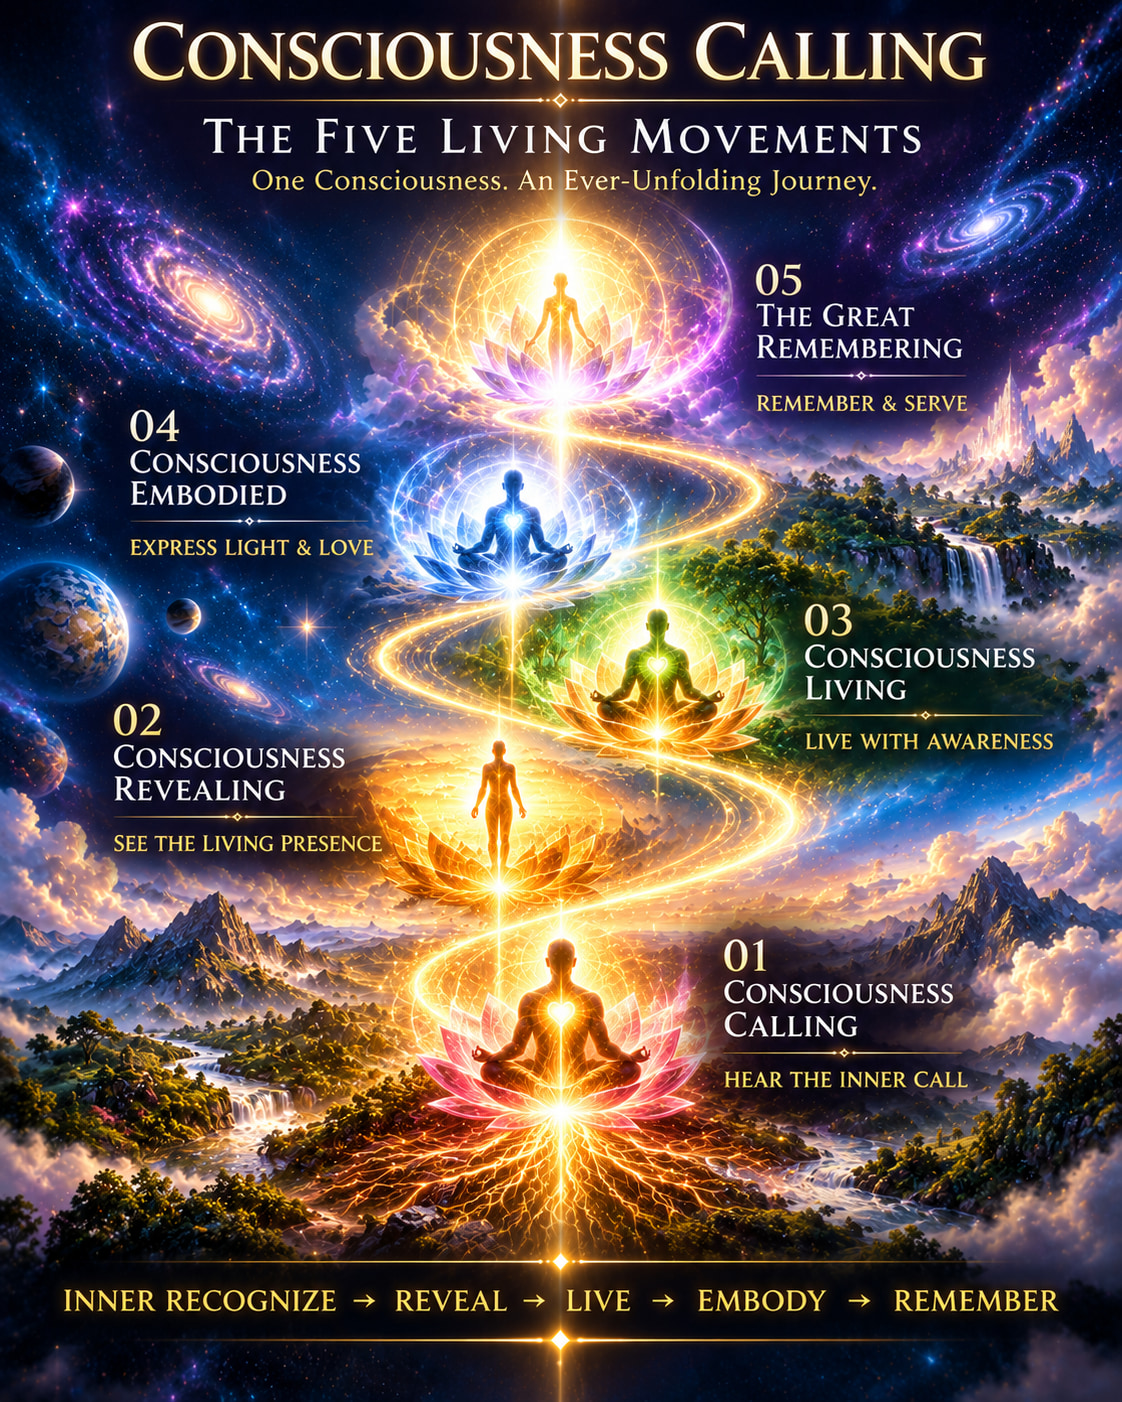 CONSCIOUSNESS CALLING
THE FIVE LIVING MOVEMENTS
One Consciousness. An Ever-Unfolding Journey.
05
THE GREAT
REMEMBERING
REMEMBER & SERVE
04
CONSCIOUSNESS
EMBODIED
EXPRESS LIGHT & LOVE
03
CONSCIOUSNESS
LIVING
LIVE WITH AWARENESS
02
CONSCIOUSNESS
REVEALING
SEE THE LIVING PRESENCE
01
CONSCIOUSNESS
CALLING
HEAR THE INNER CALL
INNER RECOGNIZE → REVEAL → LIVE → EMBODY → REMEMBER